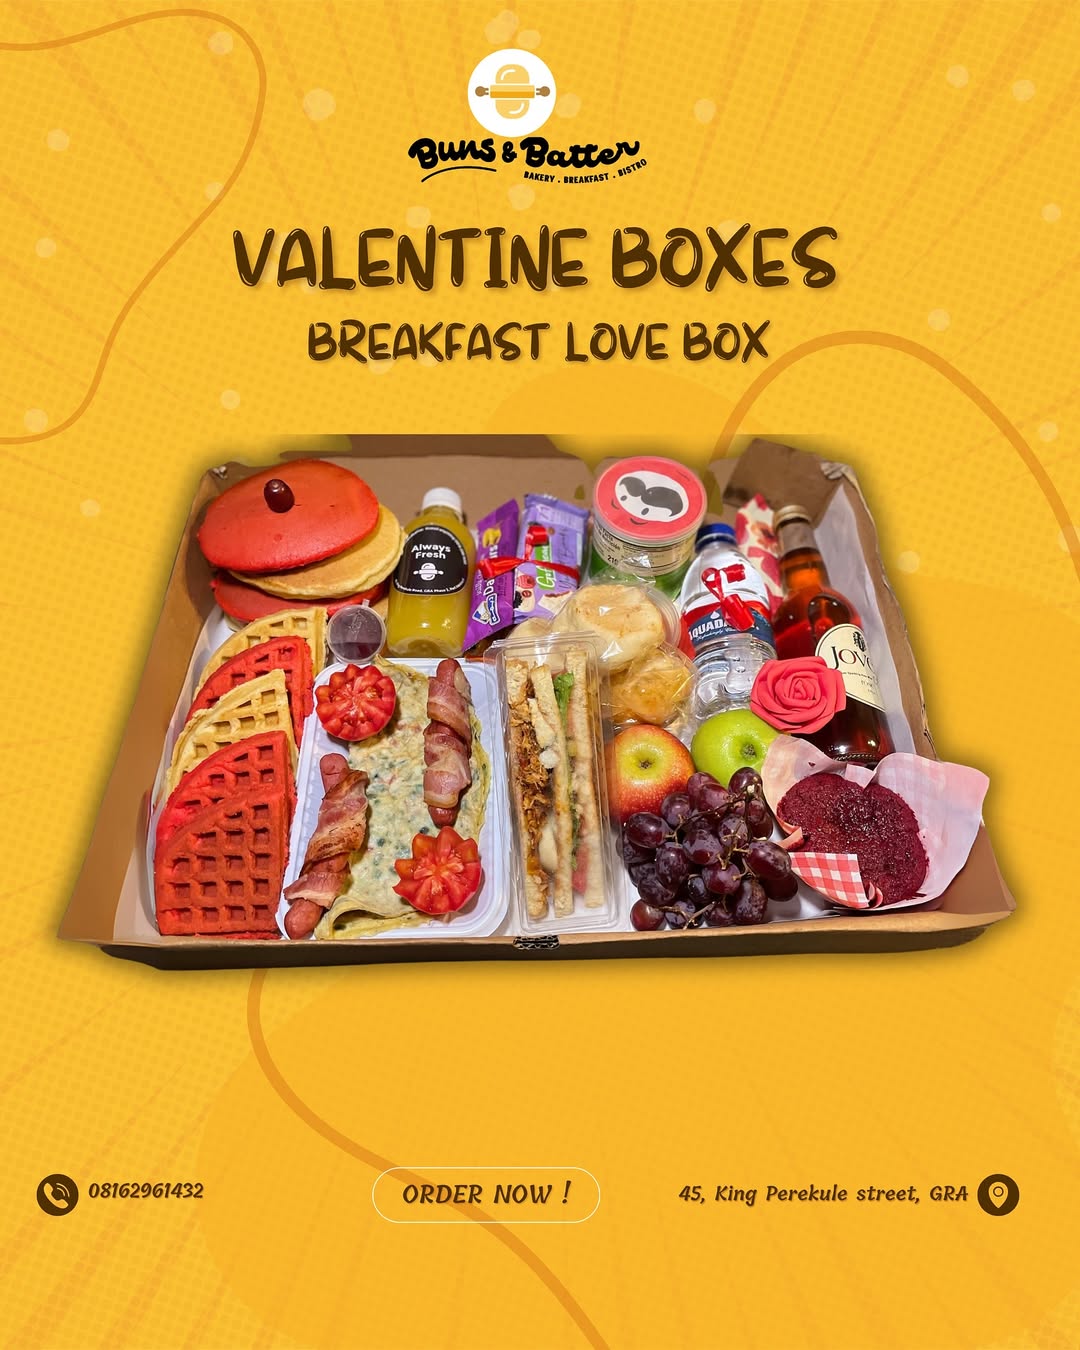 Buns & Batter
BAKERY . BREAKFAST . BISTRO
VALENTINE BOXES
BREAKFAST LOVE BOX
Always
Fresh
08162961432
ORDER NOW !
45, King Perekule street, GRA